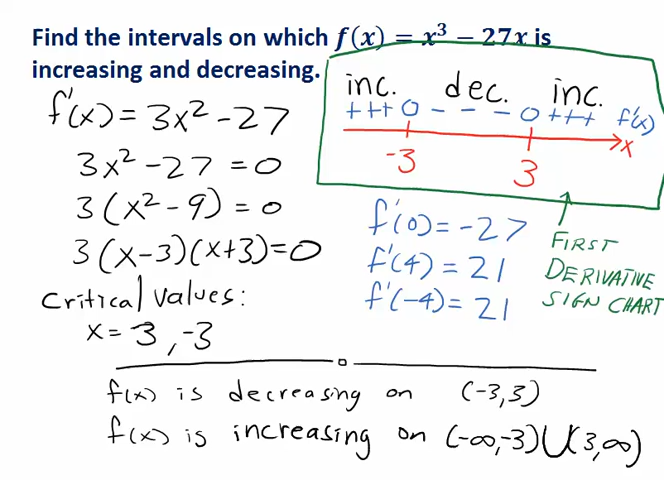 Find the intervals on which f(x) = x³ − 27x is
increasing and decreasing.
inc. dec. inc.
+++ 0 − − − 0 +++ f'(x)
-3 3 x
f'(x) = 3x² - 27
3x² - 27 = 0
3(x² - 9) = 0
3(x-3)(x+3)=0
Critical values:
x = 3, -3
f'(0) = -27
f'(4) = 21
f'(-4) = 21
FIRST
DERIVATIVE
SIGN CHART
f(x) is decreasing on (-3,3)
f(x) is increasing on (-∞,-3)∪(3,∞)